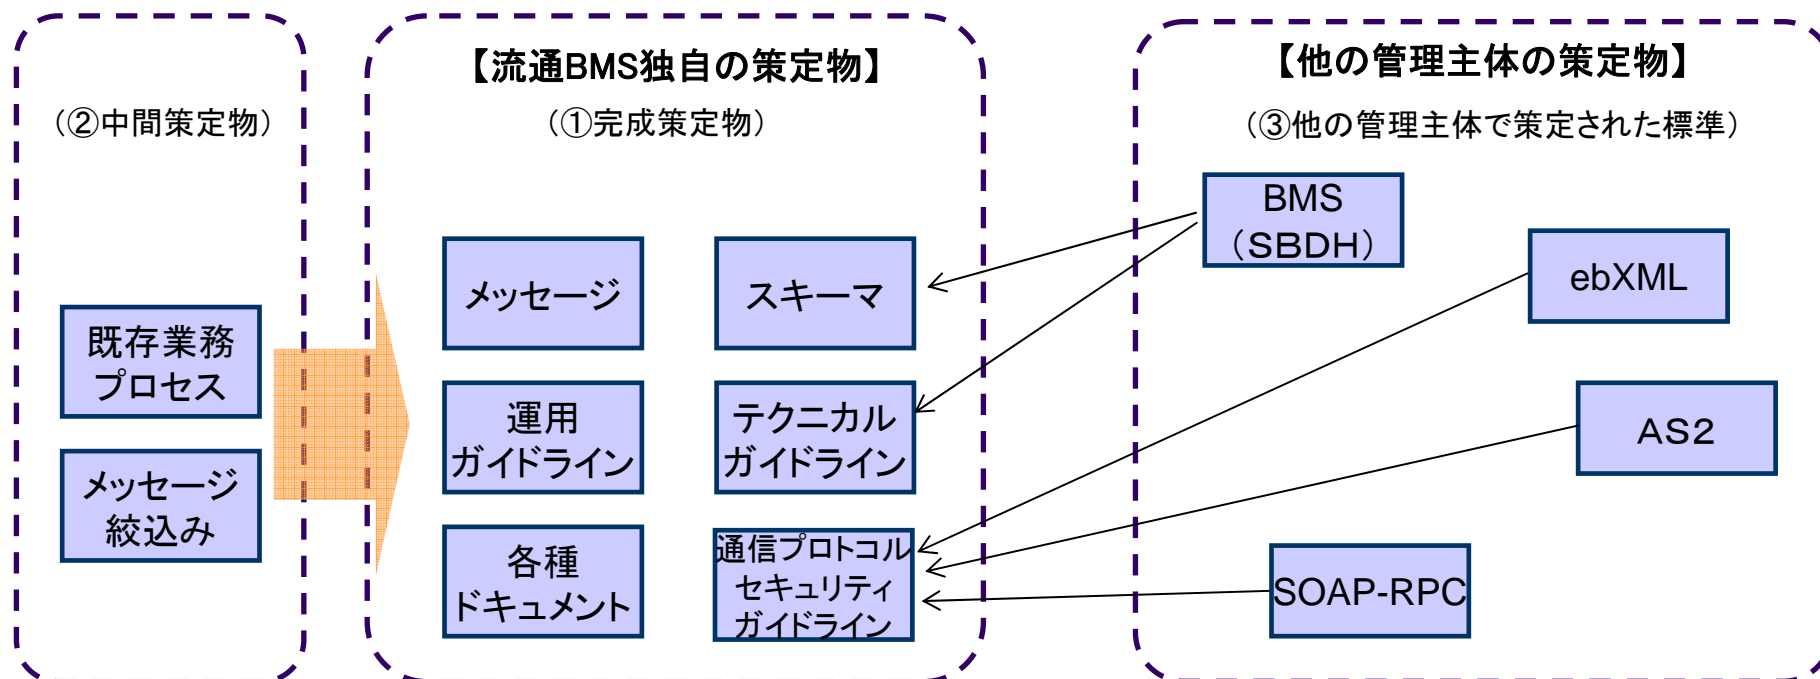 （②中間策定物）
既存業務
プロセス
メッセージ
絞込み
【流通BMS独自の策定物】
（①完成策定物）
メッセージ
スキーマ
運用
ガイドライン
テクニカル
ガイドライン
各種
ドキュメント
通信プロトコル
セキュリティ
ガイドライン
【他の管理主体の策定物】
（③他の管理主体で策定された標準）
BMS
（SBDH）
ebXML
AS2
SOAP-RPC